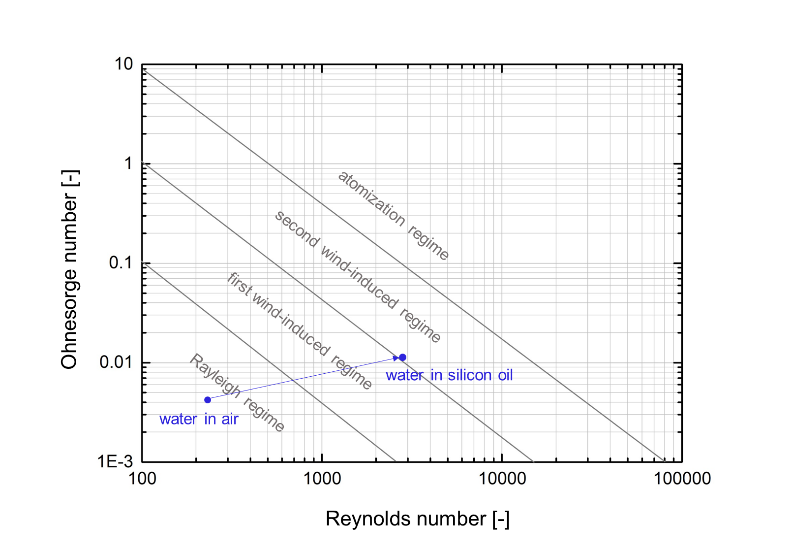 10
1
0.1
0.01
1E-3
Ohnesorge number [-]
atomization regime
second wind-induced regime
first wind-induced regime
Rayleigh regime
water in silicon oil
water in air
100
1000
10000
100000
Reynolds number [-]